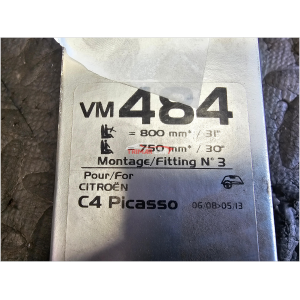 VM 484
= 800 mm* / 31"
= 750 mm* / 30"
Montage/Fitting N° 3
Pour/For
CITROËN
C4 Picasso 06/08>05/13